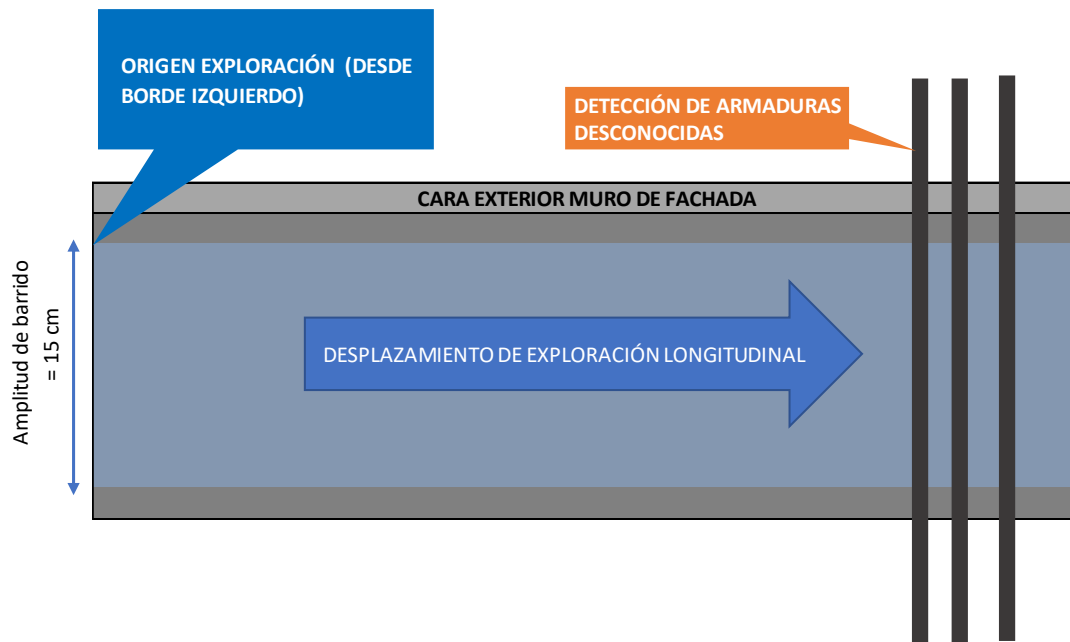 ORIGEN EXPLORACIÓN (DESDE
BORDE IZQUIERDO)
DETECCIÓN DE ARMADURAS
DESCONOCIDAS
CARA EXTERIOR MURO DE FACHADA
Amplitud de barrido
= 15 cm
DESPLAZAMIENTO DE EXPLORACIÓN LONGITUDINAL